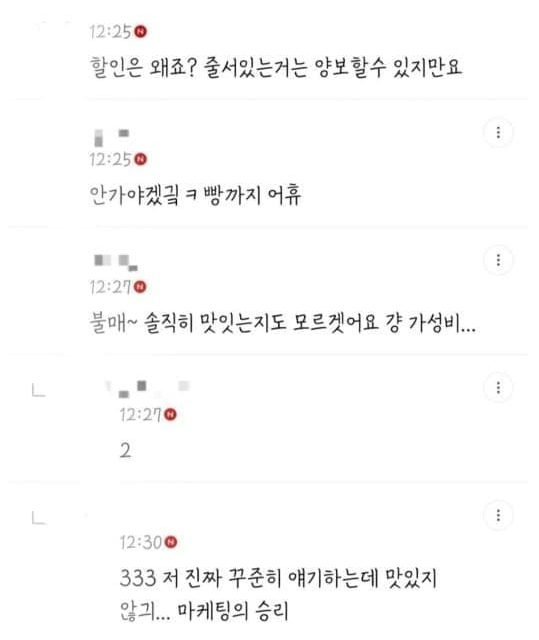 12:25 N
할인은 왜죠? 줄서있는거는 양보할수 있지만요
12:25 N
안가야겠긬 ㅋ 빵까지 어휴
12:27 N
불매~ 솔직히 맛잇는지도 모르겟어요 걍 가성비...
12:27 N
2
12:30 N
333 저 진짜 꾸준히 얘기하는데 맛있지
않긔... 마케팅의 승리